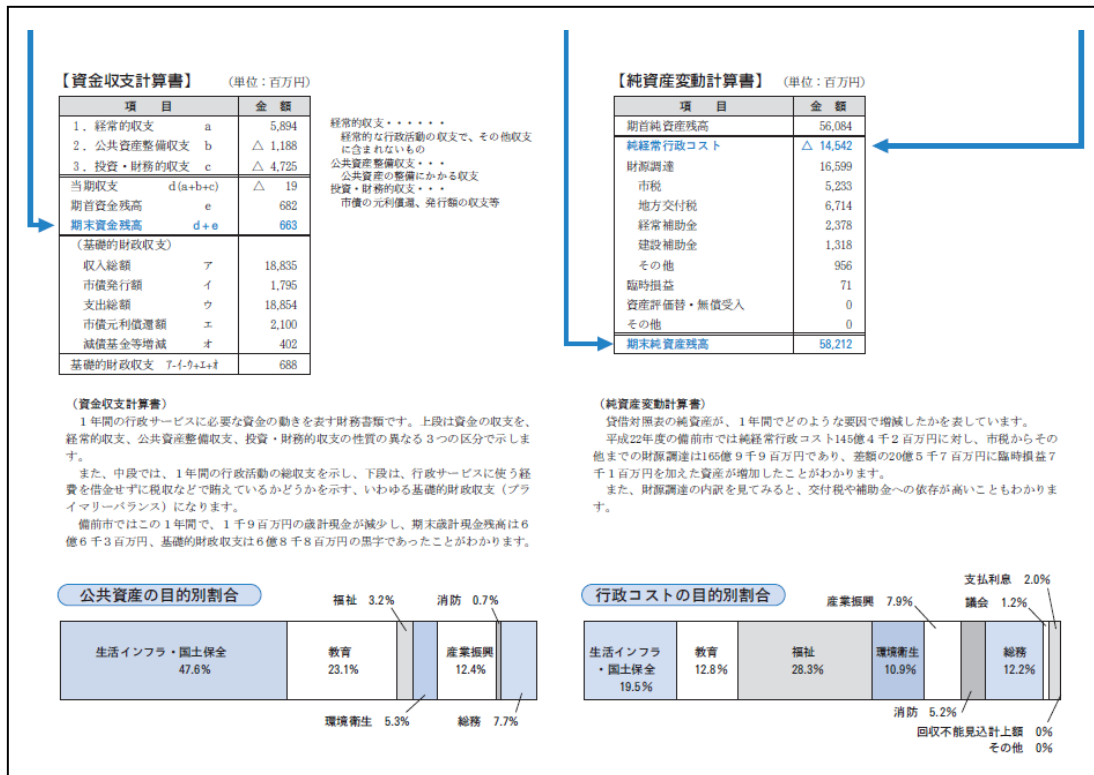 【資金収支計算書】 (単位：百万円)
項 目 金 額
1．経常的収支 a 5,894
2．公共資産整備収支 b △ 1,188
3．投資・財務的収支 c △ 4,725
当期収支 d(a+b+c) △ 19
期首資金残高 e 682
期末資金残高 d+e 663
（基礎的財政収支）
収入総額 ア 18,835
市債発行額 イ 1,795
支出総額 ウ 18,854
市債元利償還額 エ 2,100
減債基金等増減 オ 402
基礎的財政収支 ｱ-ｲ-ｳ+ｴ+ｵ 688
経常的収支・・・・・・
経常的な行政活動の収支で、その他収支
に含まれないもの
公共資産整備収支・・・
公共資産の整備にかかる収支
投資・財務的収支・・・
市債の元利償還、発行額の収支等
【純資産変動計算書】 (単位：百万円)
項 目 金 額
期首純資産残高 56,084
純経常行政コスト △ 14,542
財源調達 16,599
市税 5,233
地方交付税 6,714
経常補助金 2,378
建設補助金 1,318
その他 956
臨時損益 71
資産評価替・無償受入 0
その他 0
期末純資産残高 58,212
（資金収支計算書）
1年間の行政サービスに必要な資金の動きを表す財務書類です。上段は資金の収支を、
経常的収支、公共資産整備収支、投資・財務的収支の性質の異なる3つの区分で示しま
す。
また、中段では、1年間の行政活動の総収支を示し、下段は、行政サービスに使う経
費を借金せずに税収などで賄えているかどうかを示す、いわゆる基礎的財政収支（プラ
イマリーバランス）になります。
備前市ではこの1年間で、1千9百万円の歳計現金が減少し、期末歳計現金残高は6
億6千3百万円、基礎的財政収支は6億8千8百万円の黒字であったことがわかります。
（純資産変動計算書）
貸借対照表の純資産が、1年間でどのような要因で増減したかを表しています。
平成22年度の備前市では純経常行政コスト145億4千2百万円に対し、市税からその
他までの財源調達は165億9千9百万円であり、差額の20億5千7百万円に臨時損益7
千1百万円を加えた資産が増加したことがわかります。
また、財源調達の内訳を見てみると、交付税や補助金への依存が高いこともわかりま
す。
公共資産の目的別割合
福祉 3.2% 消防 0.7%
生活インフラ・国土保全
47.6%
教育
23.1%
産業振興
12.4%
環境衛生 5.3% 総務 7.7%
行政コストの目的別割合
支払利息 2.0%
産業振興 7.9% 議会 1.2%
生活インフラ
・国土保全
19.5%
教育
12.8%
福祉
28.3%
環境衛生
10.9%
総務
12.2%
消防 5.2%
回収不能見込計上額 0%
その他 0%